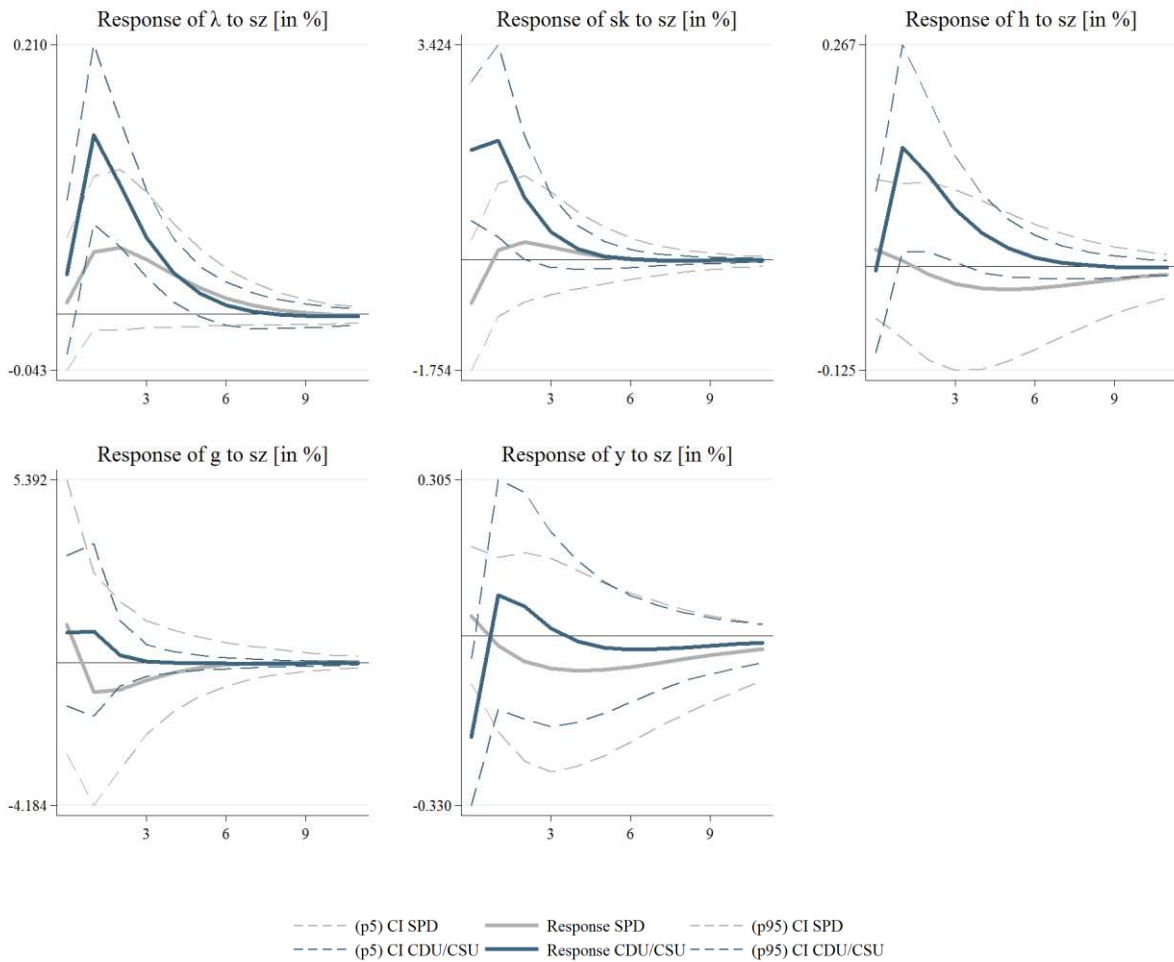 Response of λ to sz [in %]
Response of sk to sz [in %]
Response of h to sz [in %]
0.210
-0.043
3
6
9
3.424
-1.754
3
6
9
0.267
-0.125
3
6
9
Response of g to sz [in %]
Response of y to sz [in %]
5.392
-4.184
3
6
9
0.305
-0.330
3
6
9
(p5) CI SPD
Response SPD
(p95) CI SPD
(p5) CI CDU/CSU
Response CDU/CSU
(p95) CI CDU/CSU